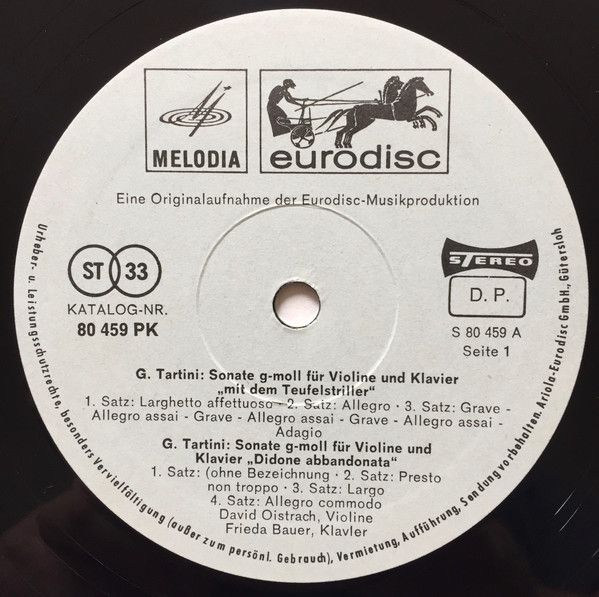 MELODIA
eurodisc
Eine Originalaufnahme der Eurodisc-Musikproduktion
ST 33
KATALOG-NR.
80 459 PK
STEREO
D. P.
S 80 459 A
Seite 1
G. Tartini: Sonate g-moll für Violine und Klavier
„mit dem Teufelstriller“
1. Satz: Larghetto affettuoso · 2. Satz: Allegro · 3. Satz: Grave -
Allegro assai - Grave - Allegro assai - Grave - Allegro assai -
Adagio
G. Tartini: Sonate g-moll für Violine und
Klavier „Didone abbandonata“
1. Satz: (ohne Bezeichnung · 2. Satz: Presto
non troppo · 3. Satz: Largo
4. Satz: Allegro commodo
David Oistrach, Violine
Frieda Bauer, Klavier
Urheber- u. Leistungsschutzrechte, besonders Vervielfältigung (außer zum persönl. Gebrauch), Vermietung, Aufführung, Sendung vorbehalten. Ariola-Eurodisc GmbH., Gütersloh